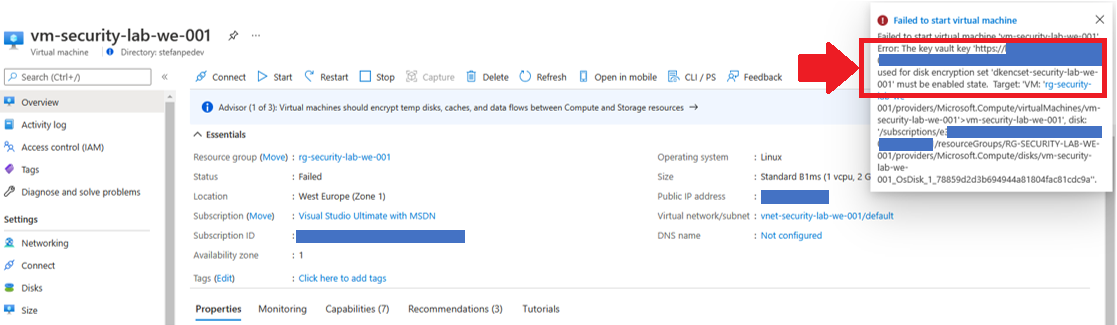 vm-security-lab-we-001
Virtual machine
Directory: stefanpedev
Search (Ctrl+/)
Overview
Activity log
Access control (IAM)
Tags
Diagnose and solve problems
Settings
Networking
Connect
Disks
Size
Connect
Start
Restart
Stop
Capture
Delete
Refresh
Open in mobile
CLI / PS
Feedback
Advisor (1 of 3): Virtual machines should encrypt temp disks, caches, and data flows between Compute and Storage resources →
Essentials
Resource group (Move) : rg-security-lab-we-001
Status : Failed
Location : West Europe (Zone 1)
Subscription (Move) : Visual Studio Ultimate with MSDN
Subscription ID :
Availability zone : 1
Tags (Edit) : Click here to add tags
Operating system : Linux
Size : Standard B1ms (1 vcpu, 2 G
Public IP address :
Virtual network/subnet : vnet-security-lab-we-001/default
DNS name : Not configured
Properties
Monitoring
Capabilities (7)
Recommendations (3)
Tutorials
Failed to start virtual machine
Failed to start virtual machine 'vm-security-lab-we-001'.
Error: The key vault key 'https://
used for disk encryption set 'dkencset-security-lab-we-
001' must be enabled state. Target: 'VM: 'rg-security-
lab-we-
001/providers/Microsoft.Compute/virtualMachines/vm-
security-lab-we-001'>vm-security-lab-we-001', disk:
'/subscriptions/e3
/resourceGroups/RG-SECURITY-LAB-WE-
001/providers/Microsoft.Compute/disks/vm-security-
lab-we-
001_OsDisk_1_78859d2d3b694944a81804fac81cdc9a''.